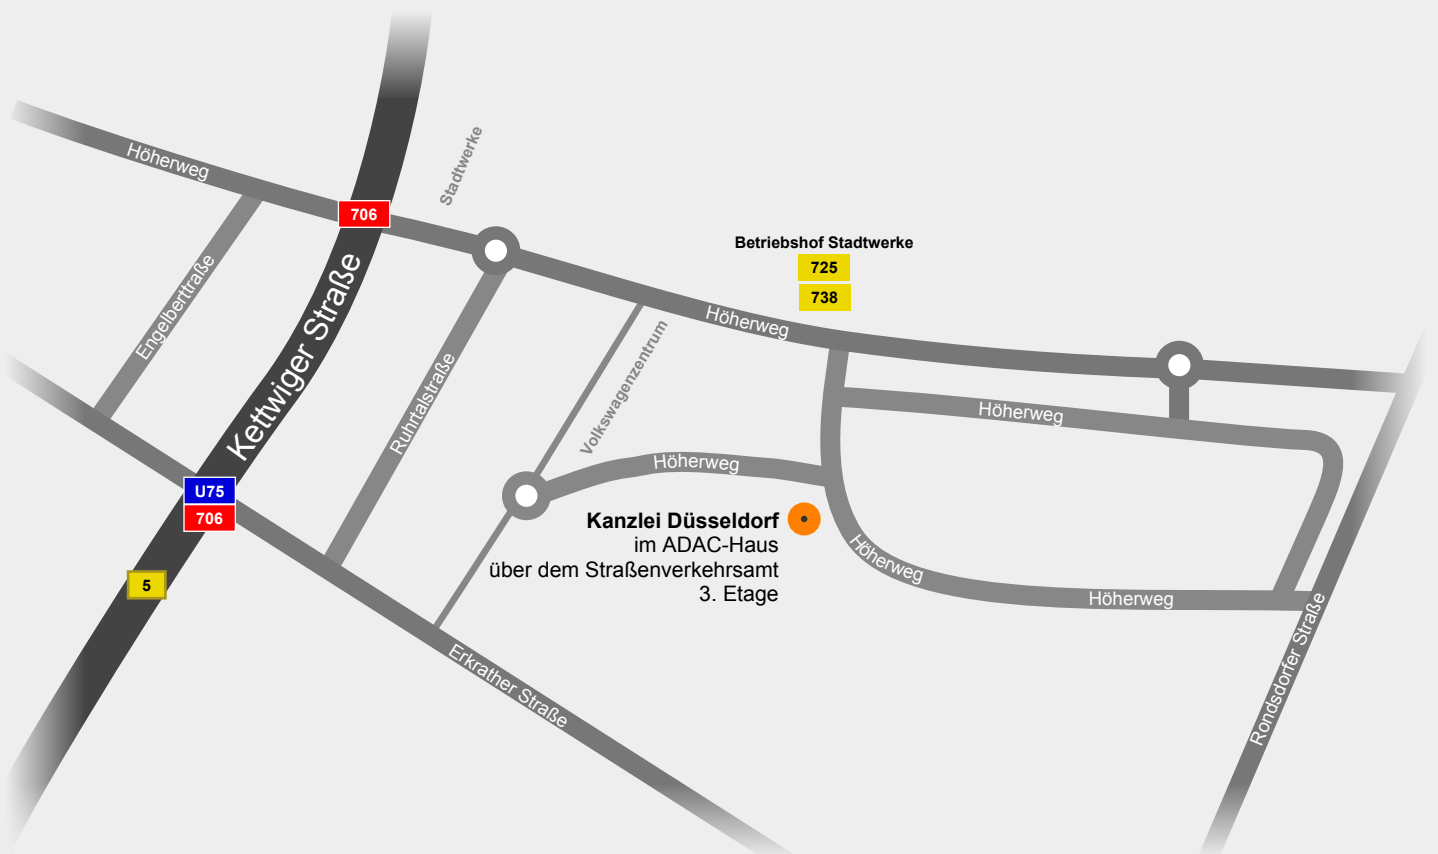 Höherweg
Stadtwerke
706
Betriebshof Stadtwerke
725
738
Engelberttraße
Kettwiger Straße
Höherweg
Ruhrtalstraße
Volkswagenzentrum
Höherweg
Höherweg
U75
706
Kanzlei Düsseldorf
im ADAC-Haus
über dem Straßenverkehrsamt
3. Etage
Höherweg
5
Höherweg
Erkrather Straße
Rondsdorfer Straße